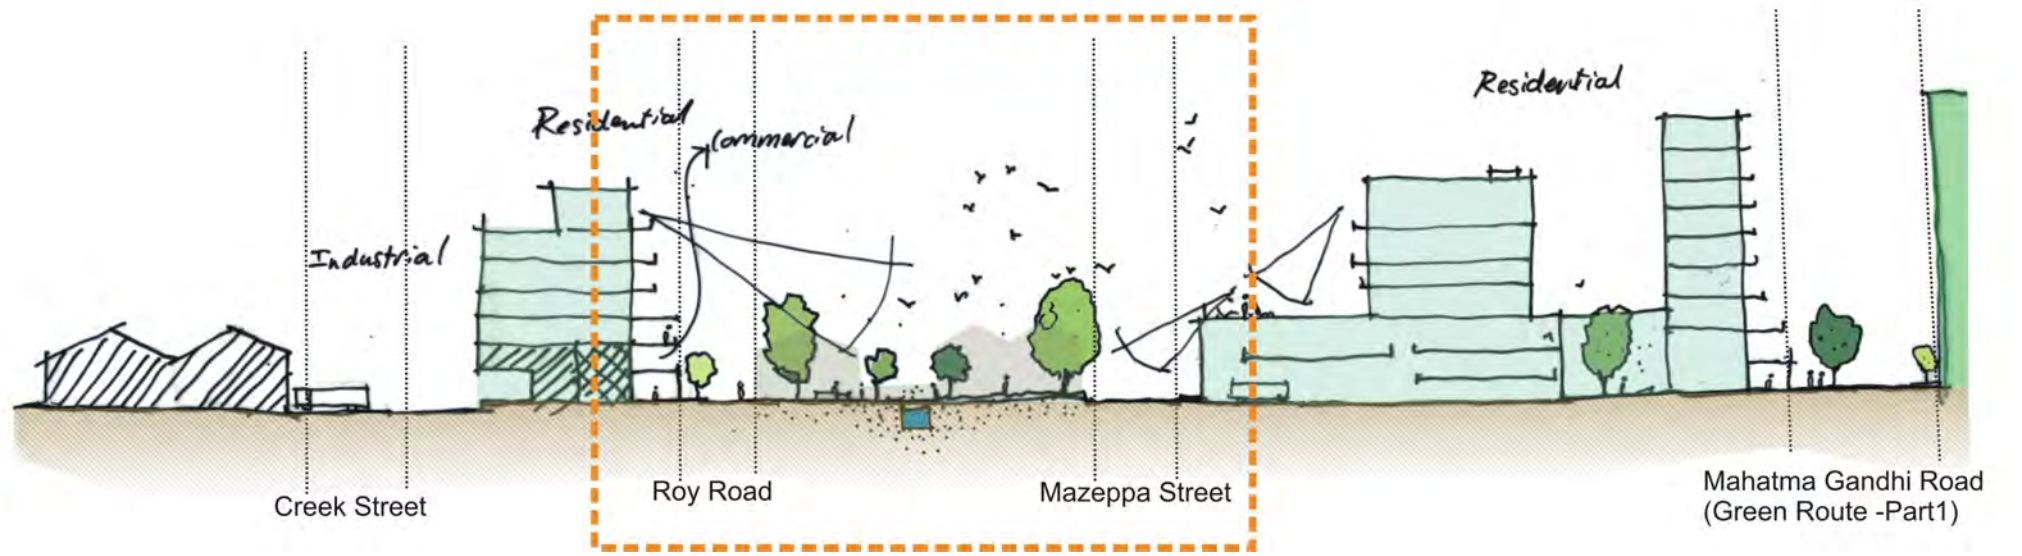 Residential
Residential
Commercial
Industrial
Creek Street
Roy Road
Mazeppa Street
Mahatma Gandhi Road
(Green Route -Part1)